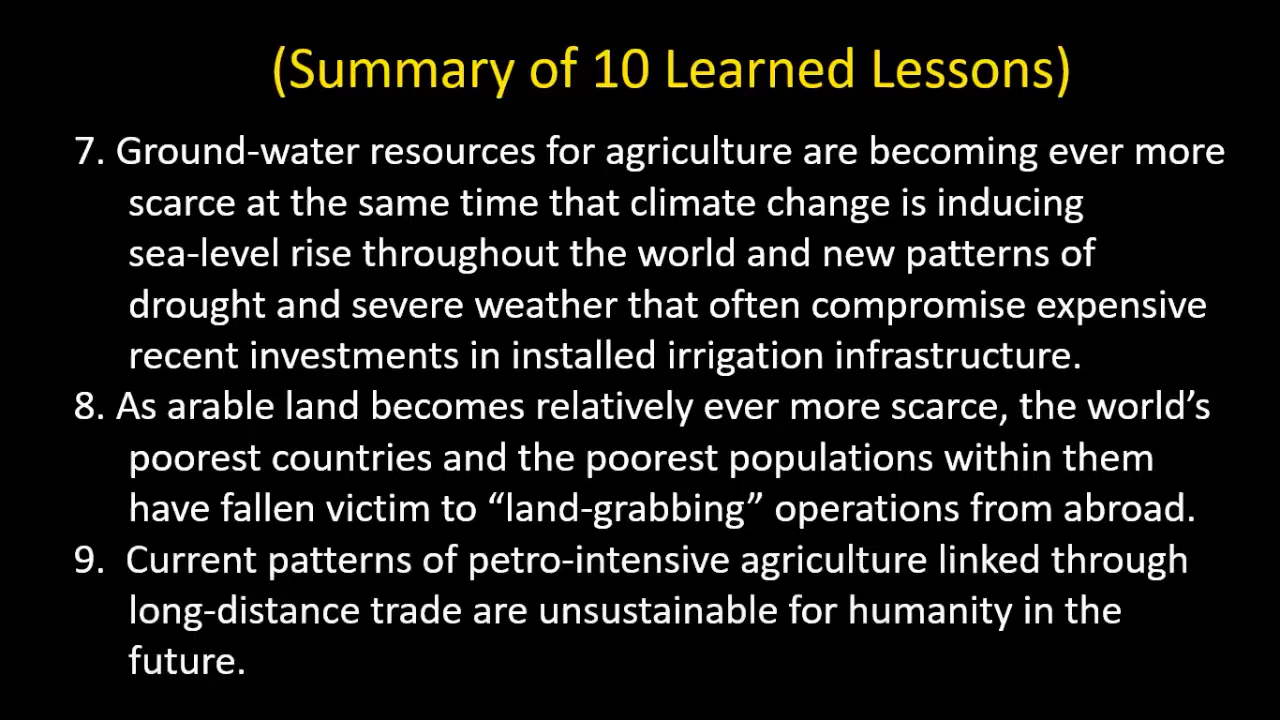 (Summary of 10 Learned Lessons)
7. Ground-water resources for agriculture are becoming ever more
scarce at the same time that climate change is inducing
sea-level rise throughout the world and new patterns of
drought and severe weather that often compromise expensive
recent investments in installed irrigation infrastructure.
8. As arable land becomes relatively ever more scarce, the world’s
poorest countries and the poorest populations within them
have fallen victim to “land-grabbing” operations from abroad.
9. Current patterns of petro-intensive agriculture linked through
long-distance trade are unsustainable for humanity in the
future.